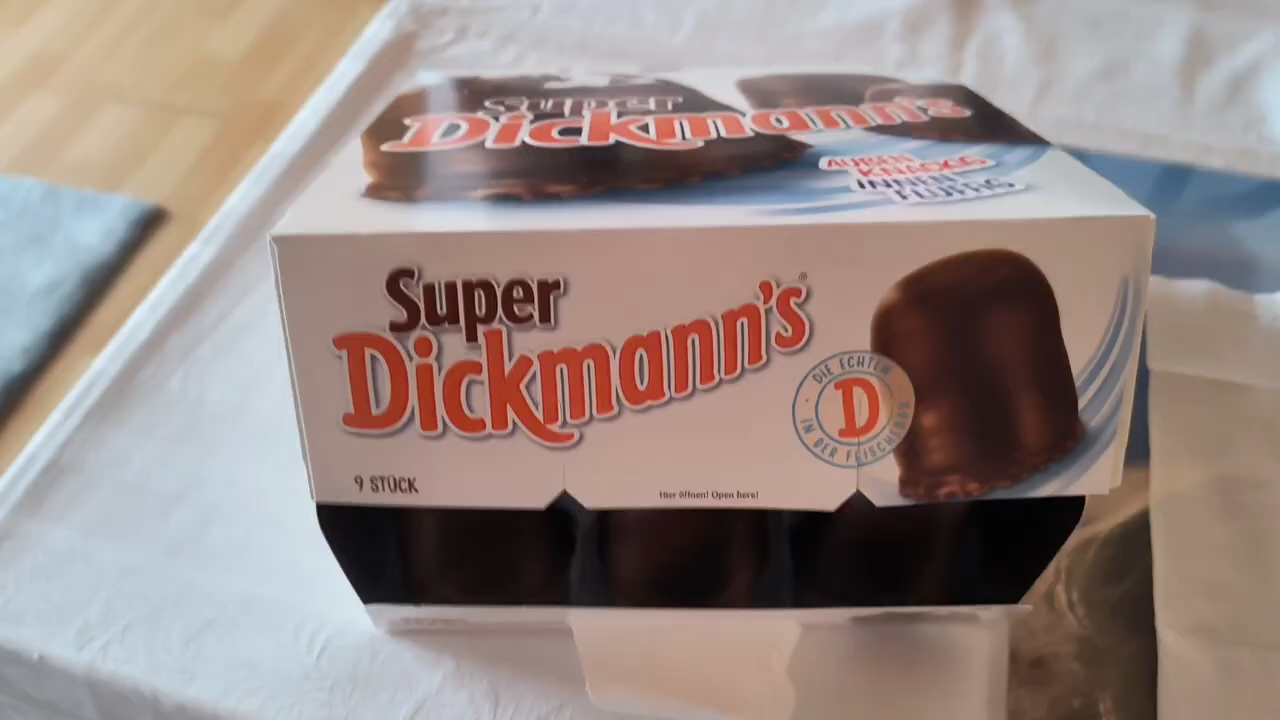 Super
Dickmann's
AUßEN
KNACKIG
INNEN
FLUFFIG
Super
Dickmann's®
DIE ECHTEN
D
IN DER FRISCHEBOX
9 STÜCK
Hier öffnen! Open here!